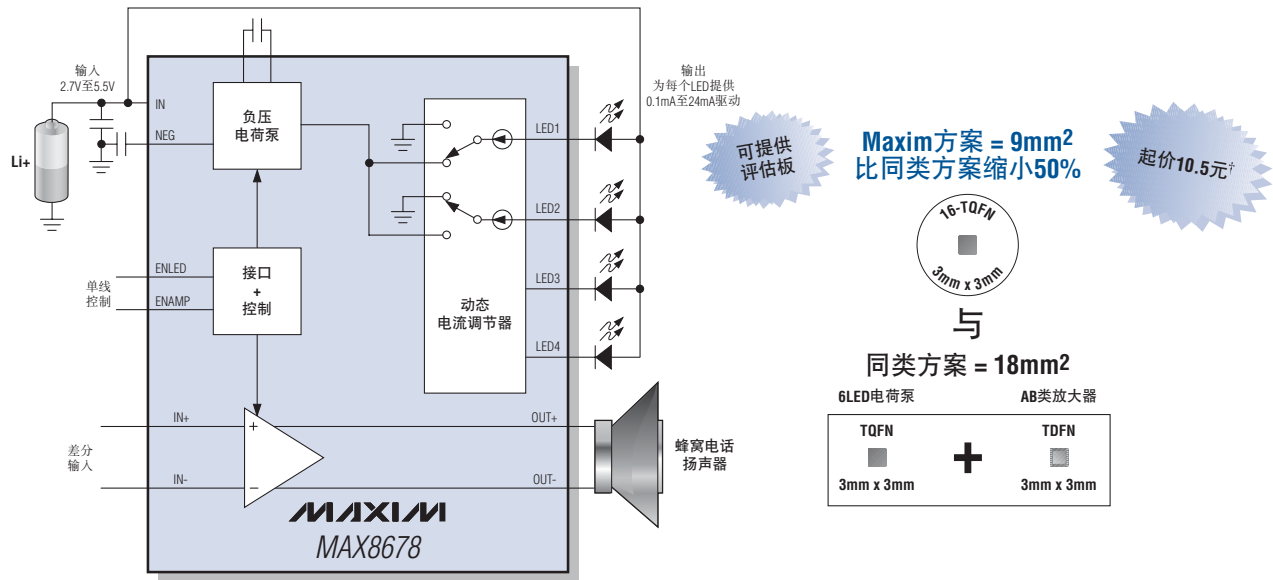 输入
2.7V至5.5V
IN
NEG
Li+
负压
电荷泵
ENLED
ENAMP
单线
控制
接口
+
控制
LED1
LED2
LED3
LED4
动态
电流调节器
输出
为每个LED提供
0.1mA至24mA驱动
IN+
IN-
差分
输入
+
−
OUT+
OUT-
蜂窝电话
扬声器
MAXIM
MAX8678
可提供
评估板
Maxim方案 = 9mm²
比同类方案缩小50%
起价10.5元†
16-TQFN
3mm x 3mm
与
同类方案 = 18mm²
6LED电荷泵
AB类放大器
TQFN
3mm x 3mm
+
TDFN
3mm x 3mm